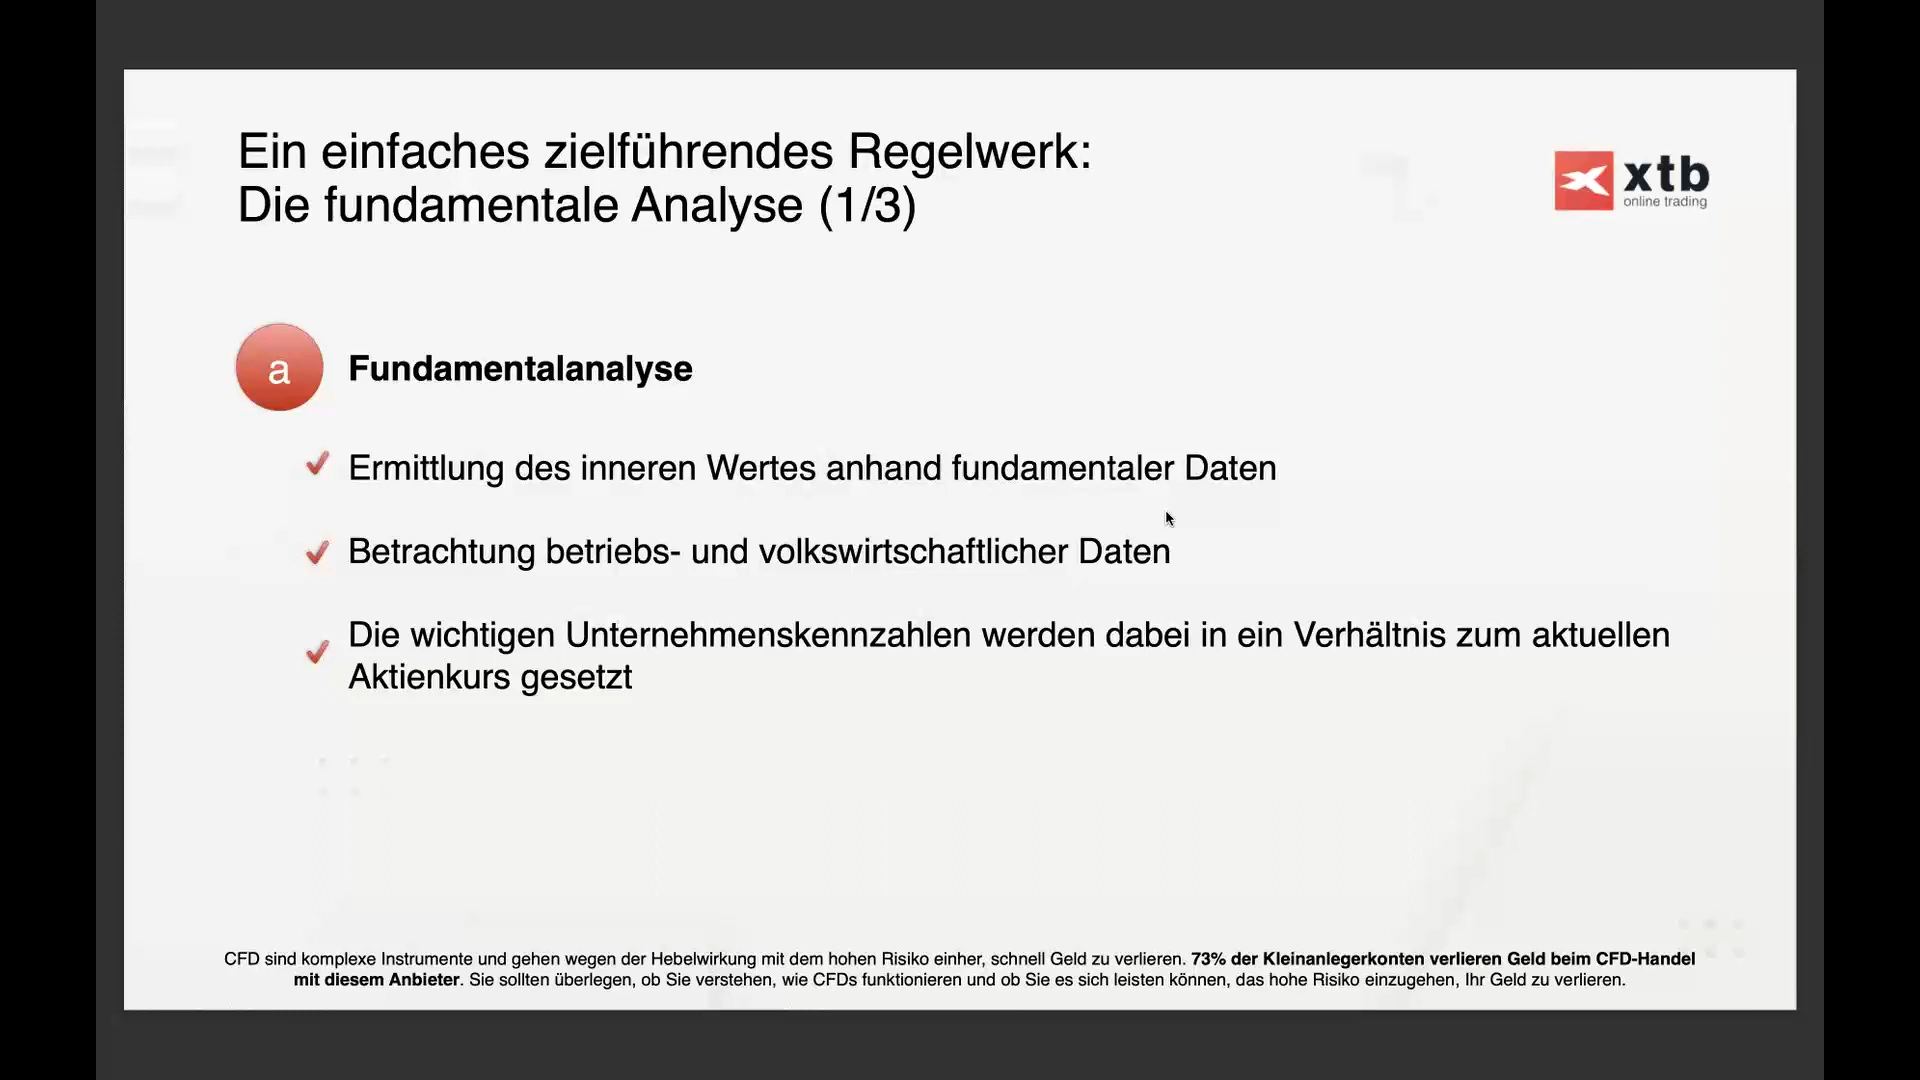 Ein einfaches zielführendes Regelwerk:
Die fundamentale Analyse (1/3)
xtb
online trading
a
Fundamentalanalyse
Ermittlung des inneren Wertes anhand fundamentaler Daten
Betrachtung betriebs- und volkswirtschaftlicher Daten
Die wichtigen Unternehmenskennzahlen werden dabei in ein Verhältnis zum aktuellen
Aktienkurs gesetzt
CFD sind komplexe Instrumente und gehen wegen der Hebelwirkung mit dem hohen Risiko einher, schnell Geld zu verlieren. 73% der Kleinanlegerkonten verlieren Geld beim CFD-Handel
mit diesem Anbieter. Sie sollten überlegen, ob Sie verstehen, wie CFDs funktionieren und ob Sie es sich leisten können, das hohe Risiko einzugehen, Ihr Geld zu verlieren.